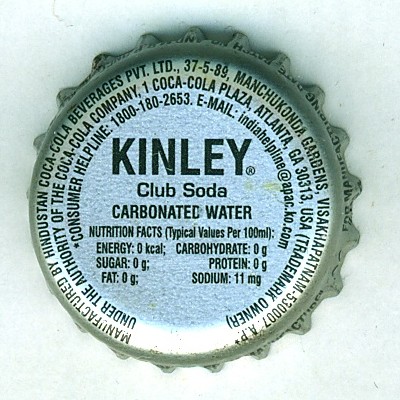 MANUFACTURED BY HINDUSTAN COCA-COLA BEVERAGES PVT. LTD., 37-5-89, MANCHUKONDA GARDENS, VISAKHAPATNAM-530007 A.P.*
UNDER THE AUTHORITY OF THE COCA-COLA COMPANY, 1 COCA-COLA PLAZA, ATLANTA, GA 30313, USA (TRADEMARK OWNER)
*CONSUMER HELPLINE: 1800-180-2653. E-MAIL: indiahelpline@apac.ko.com
KINLEY®
Club Soda
CARBONATED WATER
NUTRITION FACTS (Typical Values Per 100ml):
ENERGY: 0 kcal; CARBOHYDRATE: 0 g
SUGAR: 0 g; PROTEIN: 0 g
FAT: 0 g; SODIUM: 11 mg